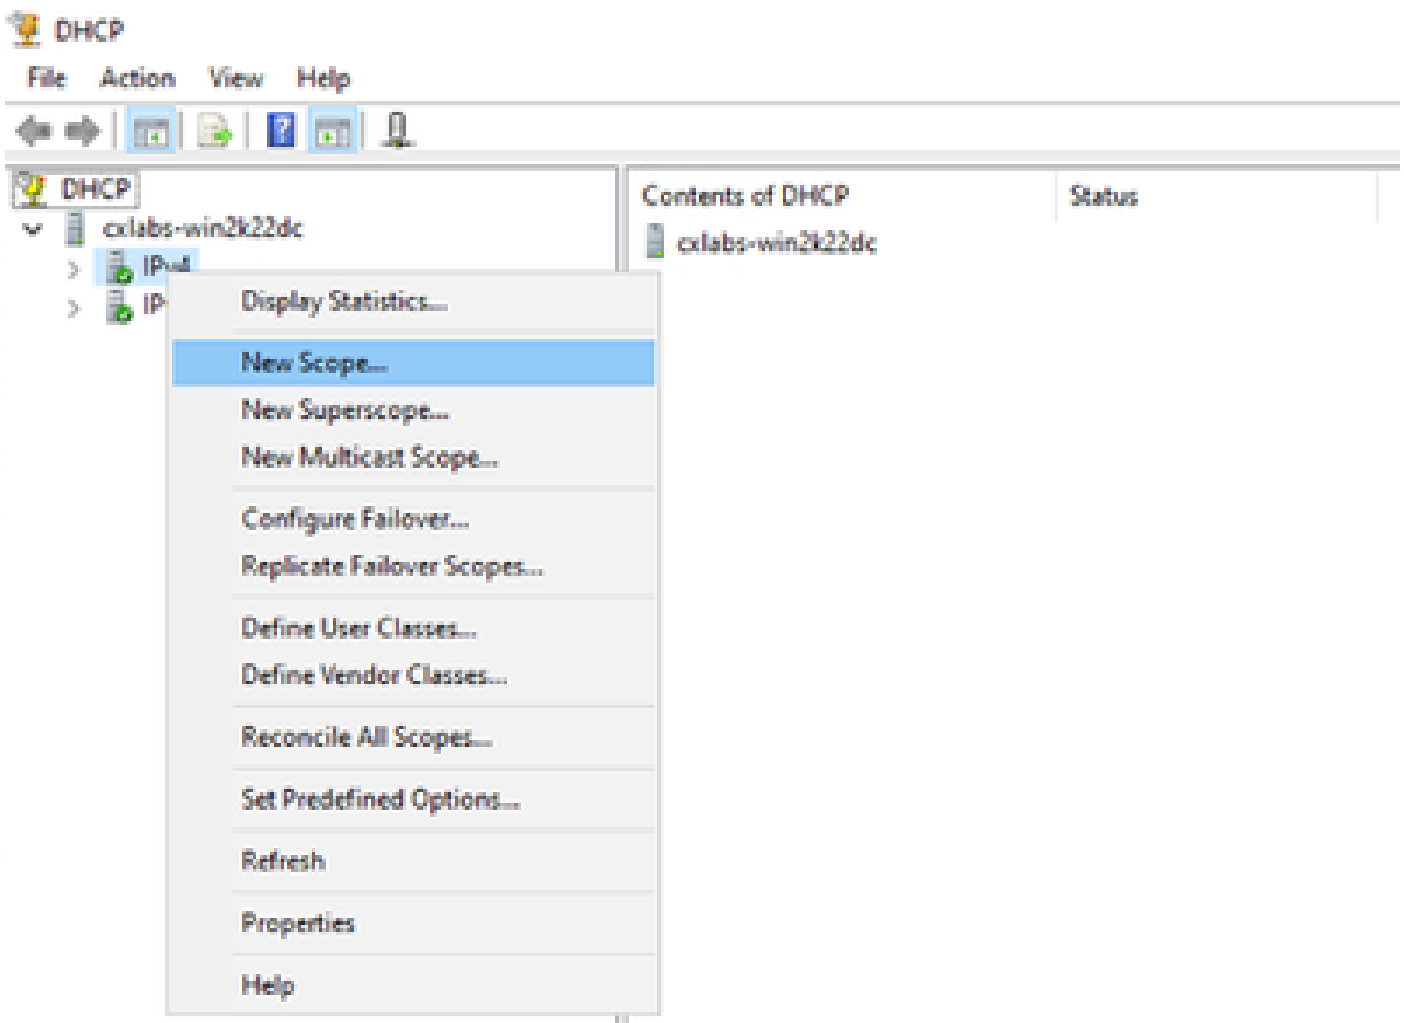 DHCP
File Action View Help
DHCP
Contents of DHCP Status
cxlabs-win2k22dc
cxlabs-win2k22dc
IPv4
IP
Display Statistics...
New Scope...
New Superscope...
New Multicast Scope...
Configure Failover...
Replicate Failover Scopes...
Define User Classes...
Define Vendor Classes...
Reconcile All Scopes...
Set Predefined Options...
Refresh
Properties
Help